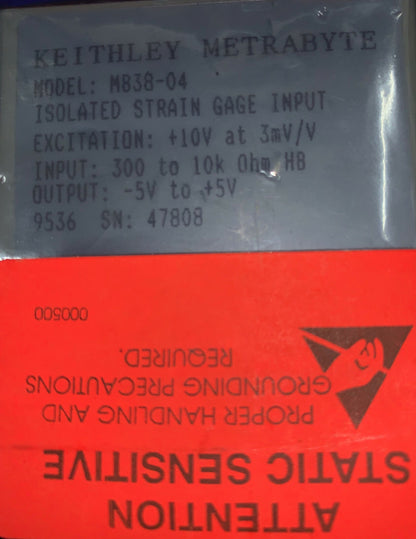 KEITHLEY METRABYTE
MODEL: M838-04
ISOLATED STRAIN GAGE INPUT
EXCITATION: +10V at 3mV/V
INPUT: 300 to 10k Ohm HB
OUTPUT: -5V to +5V
9536 SN: 47808
ATTENTION
STATIC SENSITIVE
PROPER HANDLING AND
GROUNDING PRECAUTIONS
REQUIRED.
000500